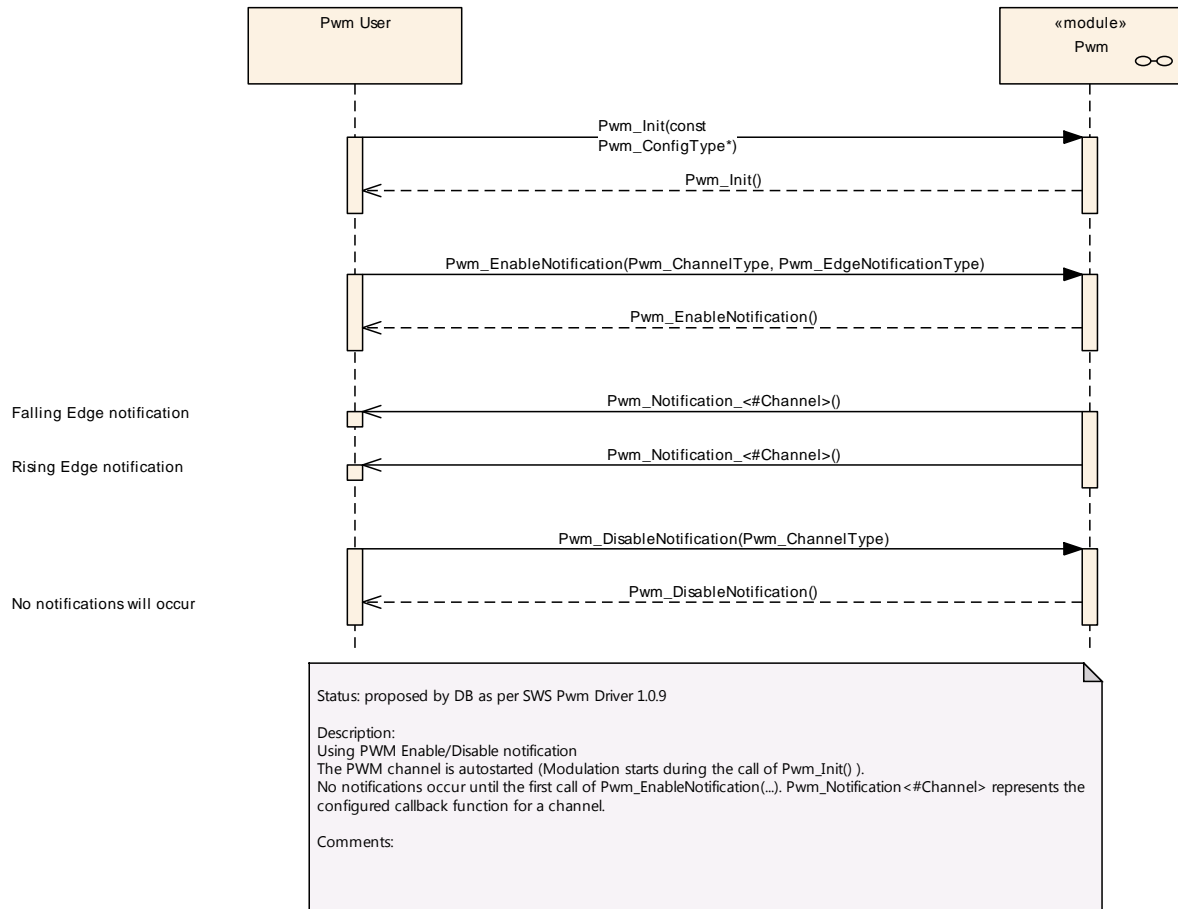 Pwm User
«module»
Pwm
Pwm_Init(const
Pwm_ConfigType*)
Pwm_Init()
Pwm_EnableNotification(Pwm_ChannelType, Pwm_EdgeNotificationType)
Pwm_EnableNotification()
Falling Edge notification
Pwm_Notification_<#Channel>()
Rising Edge notification
Pwm_Notification_<#Channel>()
Pwm_DisableNotification(Pwm_ChannelType)
No notifications will occur
Pwm_DisableNotification()
Status: proposed by DB as per SWS Pwm Driver 1.0.9
Description:
Using PWM Enable/Disable notification
The PWM channel is autostarted (Modulation starts during the call of Pwm_Init() ).
No notifications occur until the first call of Pwm_EnableNotification(...). Pwm_Notification<#Channel> represents the
configured callback function for a channel.
Comments: